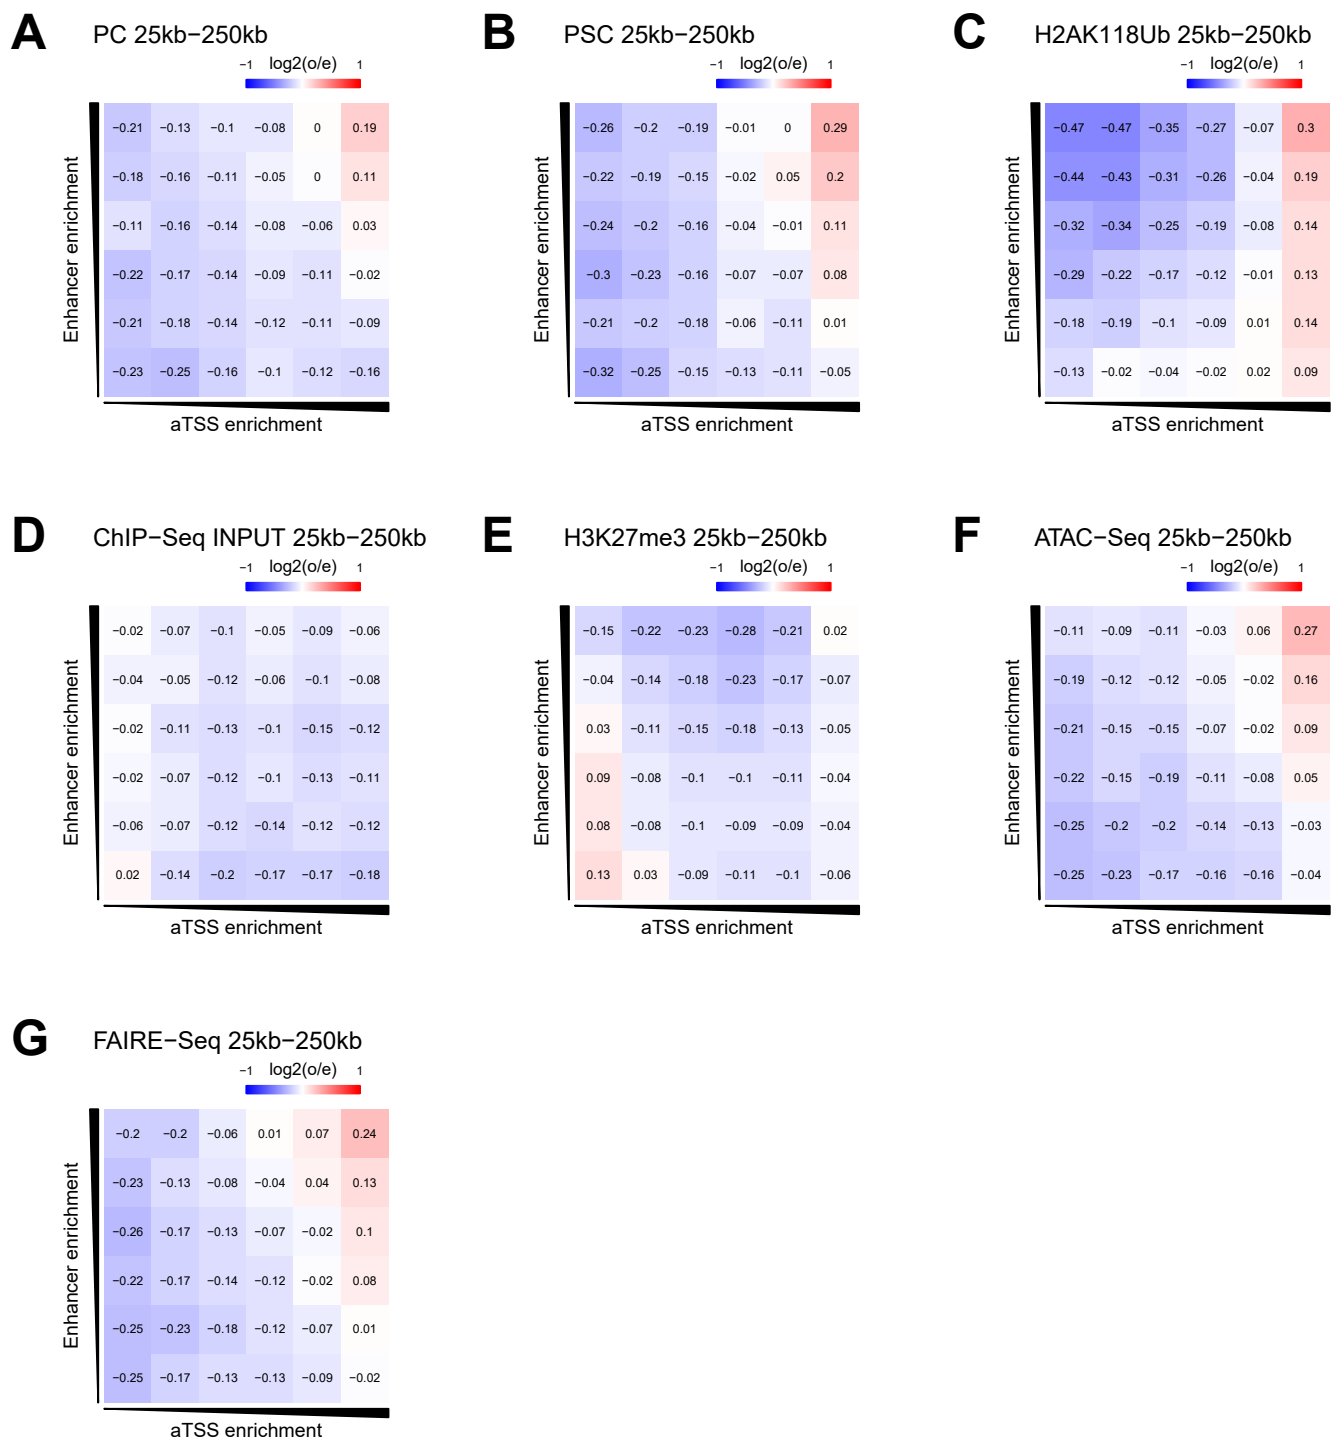 A PC 25kb−250kb
−1 log2(o/e) 1
Enhancer enrichment
−0.21 −0.13 −0.1 −0.08 0 0.19
−0.18 −0.16 −0.11 −0.05 0 0.11
−0.11 −0.16 −0.14 −0.08 −0.06 0.03
−0.22 −0.17 −0.14 −0.09 −0.11 −0.02
−0.21 −0.18 −0.14 −0.12 −0.11 −0.09
−0.23 −0.25 −0.16 −0.1 −0.12 −0.16
aTSS enrichment
B PSC 25kb−250kb
−1 log2(o/e) 1
Enhancer enrichment
−0.26 −0.2 −0.19 −0.01 0 0.29
−0.22 −0.19 −0.15 −0.02 0.05 0.2
−0.24 −0.2 −0.16 −0.04 −0.01 0.11
−0.3 −0.23 −0.16 −0.07 −0.07 0.08
−0.21 −0.2 −0.18 −0.06 −0.11 0.01
−0.32 −0.25 −0.15 −0.13 −0.11 −0.05
aTSS enrichment
C H2AK118Ub 25kb−250kb
−1 log2(o/e) 1
Enhancer enrichment
−0.47 −0.47 −0.35 −0.27 −0.07 0.3
−0.44 −0.43 −0.31 −0.26 −0.04 0.19
−0.32 −0.34 −0.25 −0.19 −0.08 0.14
−0.29 −0.22 −0.17 −0.12 −0.01 0.13
−0.18 −0.19 −0.1 −0.09 0.01 0.14
−0.13 −0.02 −0.04 −0.02 0.02 0.09
aTSS enrichment
D ChIP−Seq INPUT 25kb−250kb
−1 log2(o/e) 1
Enhancer enrichment
−0.02 −0.07 −0.1 −0.05 −0.09 −0.06
−0.04 −0.05 −0.12 −0.06 −0.1 −0.08
−0.02 −0.11 −0.13 −0.1 −0.15 −0.12
−0.02 −0.07 −0.12 −0.1 −0.13 −0.11
−0.06 −0.07 −0.12 −0.14 −0.12 −0.12
0.02 −0.14 −0.2 −0.17 −0.17 −0.18
aTSS enrichment
E H3K27me3 25kb−250kb
−1 log2(o/e) 1
Enhancer enrichment
−0.15 −0.22 −0.23 −0.28 −0.21 0.02
−0.04 −0.14 −0.18 −0.23 −0.17 −0.07
0.03 −0.11 −0.15 −0.18 −0.13 −0.05
0.09 −0.08 −0.1 −0.1 −0.11 −0.04
0.08 −0.08 −0.1 −0.09 −0.09 −0.04
0.13 0.03 −0.09 −0.11 −0.1 −0.06
aTSS enrichment
F ATAC−Seq 25kb−250kb
−1 log2(o/e) 1
Enhancer enrichment
−0.11 −0.09 −0.11 −0.03 0.06 0.27
−0.19 −0.12 −0.12 −0.05 −0.02 0.16
−0.21 −0.15 −0.15 −0.07 −0.02 0.09
−0.22 −0.15 −0.19 −0.11 −0.08 0.05
−0.25 −0.2 −0.2 −0.14 −0.13 −0.03
−0.25 −0.23 −0.17 −0.16 −0.16 −0.04
aTSS enrichment
G FAIRE−Seq 25kb−250kb
−1 log2(o/e) 1
Enhancer enrichment
−0.2 −0.2 −0.06 0.01 0.07 0.24
−0.23 −0.13 −0.08 −0.04 0.04 0.13
−0.26 −0.17 −0.13 −0.07 −0.02 0.1
−0.22 −0.17 −0.14 −0.12 −0.02 0.08
−0.25 −0.23 −0.18 −0.12 −0.07 0.01
−0.25 −0.17 −0.13 −0.13 −0.09 −0.02
aTSS enrichment